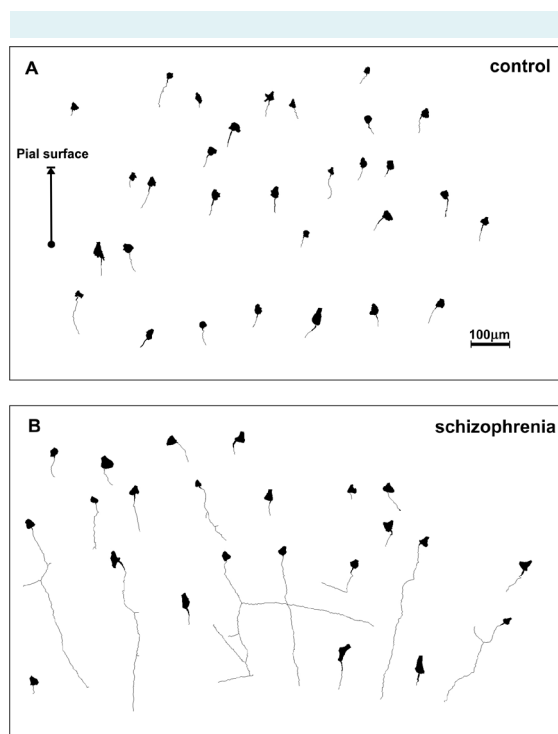 A
control
Pial surface
100μm
B
schizophrenia